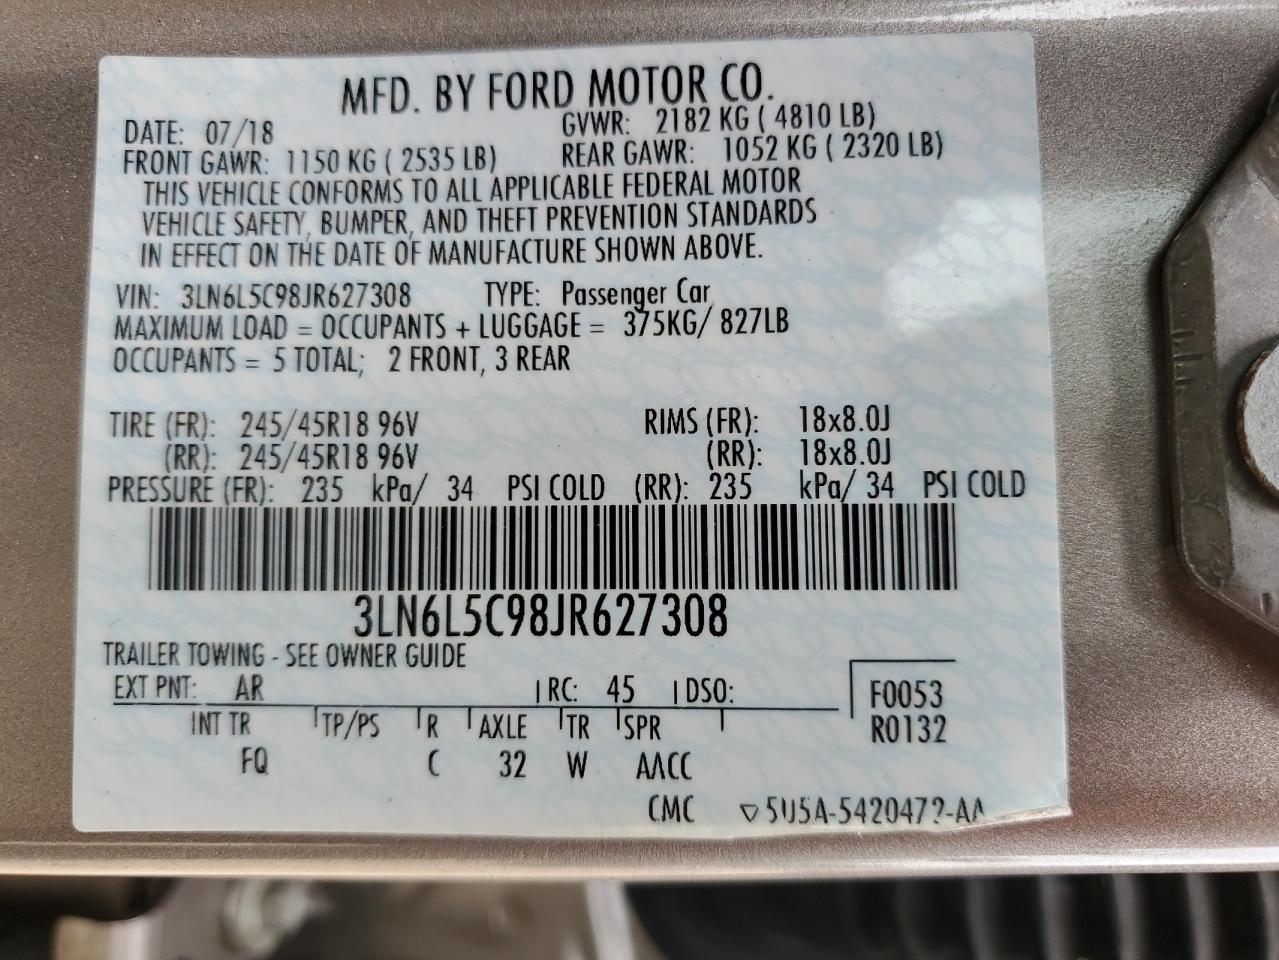 MFD. BY FORD MOTOR CO.
DATE: 07/18 GVWR: 2182 KG ( 4810 LB)
FRONT GAWR: 1150 KG ( 2535 LB) REAR GAWR: 1052 KG ( 2320 LB)
THIS VEHICLE CONFORMS TO ALL APPLICABLE FEDERAL MOTOR
VEHICLE SAFETY, BUMPER, AND THEFT PREVENTION STANDARDS
IN EFFECT ON THE DATE OF MANUFACTURE SHOWN ABOVE.
VIN: 3LN6L5C98JR627308 TYPE: Passenger Car
MAXIMUM LOAD = OCCUPANTS + LUGGAGE = 375KG/ 827LB
OCCUPANTS = 5 TOTAL; 2 FRONT, 3 REAR
TIRE (FR): 245/45R18 96V RIMS (FR): 18x8.0J
(RR): 245/45R18 96V (RR): 18x8.0J
PRESSURE (FR): 235 kPa/ 34 PSI COLD (RR): 235 kPa/ 34 PSI COLD
3LN6L5C98JR627308
TRAILER TOWING - SEE OWNER GUIDE
EXT PNT: AR RC: 45 DSO: F0053
INT TR TP/PS R AXLE TR SPR R0132
FQ C 32 W AACC
CMC 5U5A-5420472-AA